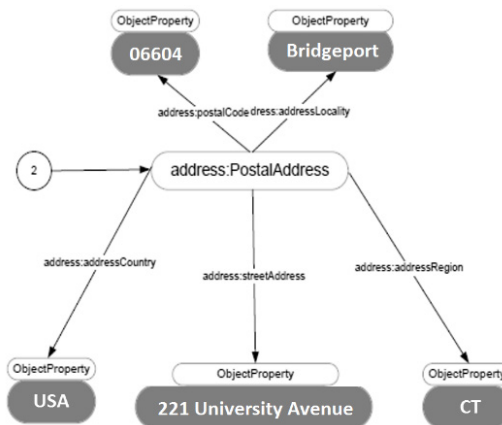 ObjectProperty
06604
ObjectProperty
Bridgeport
address:postalCode
dress:addressLocality
2
address:PostalAddress
address:addressCountry
address:streetAddress
address:addressRegion
ObjectProperty
USA
ObjectProperty
221 University Avenue
ObjectProperty
CT